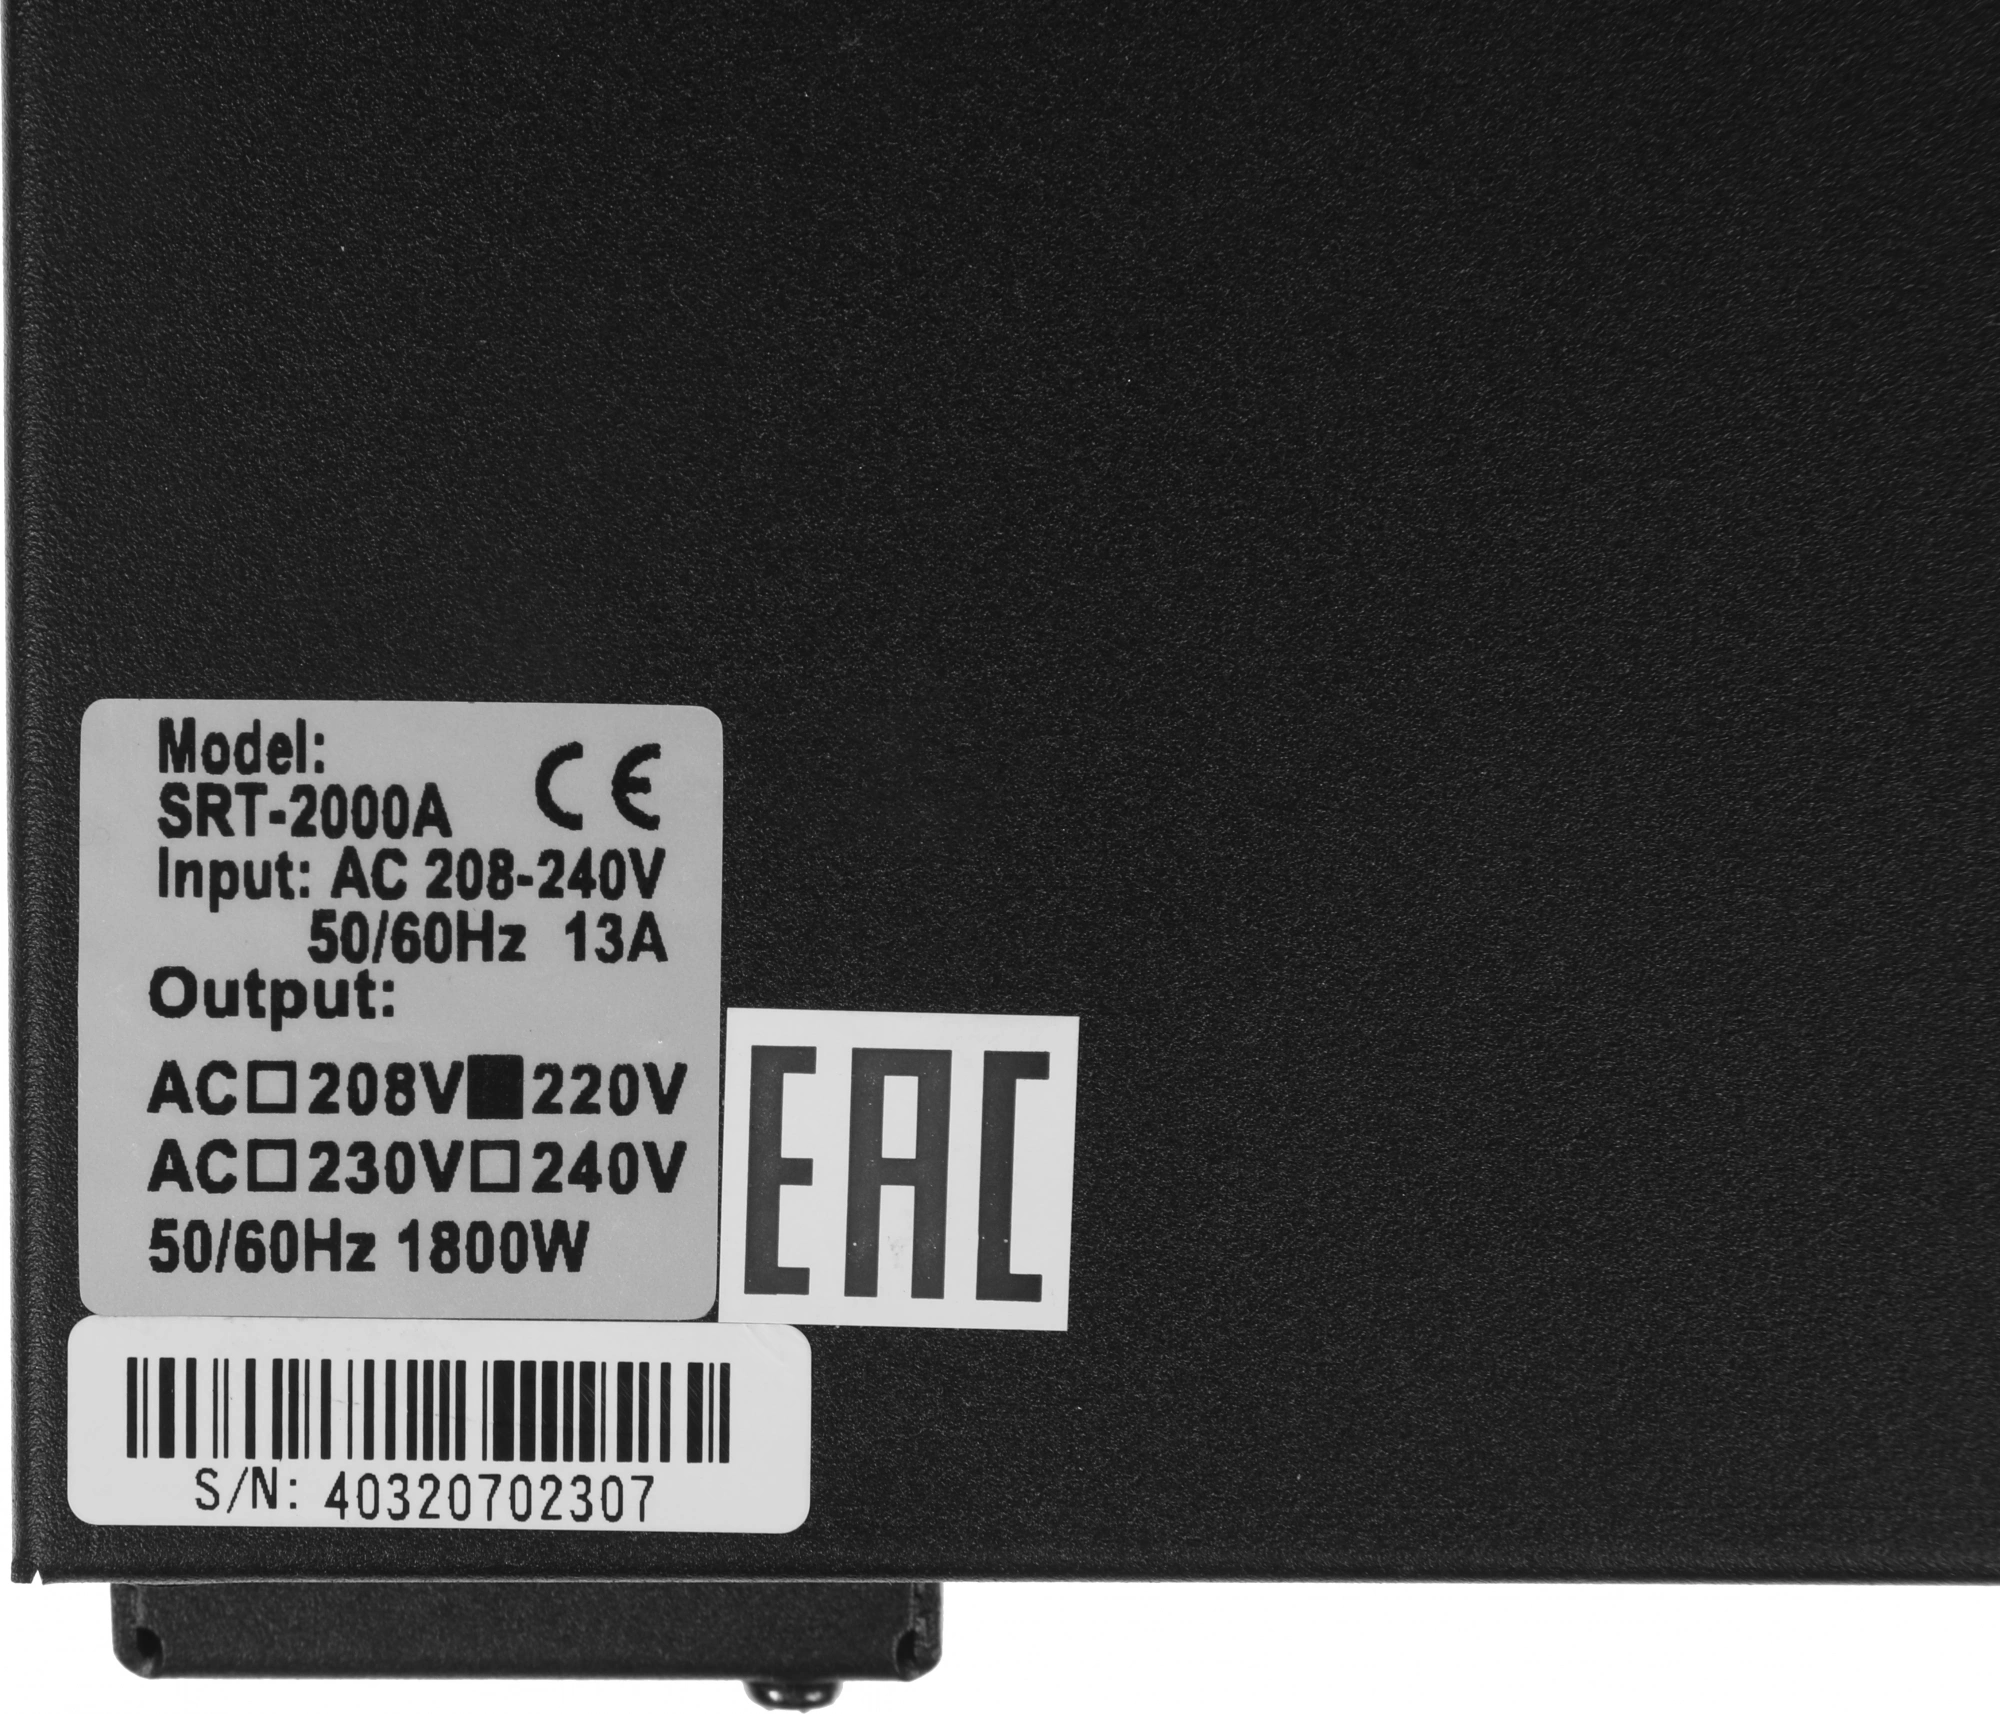 Model:
SRT-2000A
CE
Input: AC 208-240V
50/60Hz 13A
Output:
AC□208V■220V
AC□230V□240V
50/60Hz 1800W
EAC
S/N: 40320702307